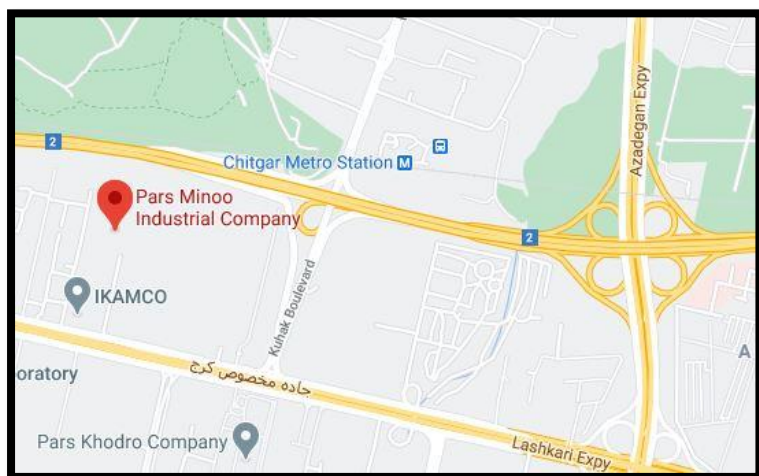 Azadegan Expy
2
Chitgar Metro Station M
Pars Minoo
Industrial Company
2
IKAMCO
Kuhak Boulevard
oratory
جاده مخصوص کرج
A
Pars Khodro Company
Lashkari Expy